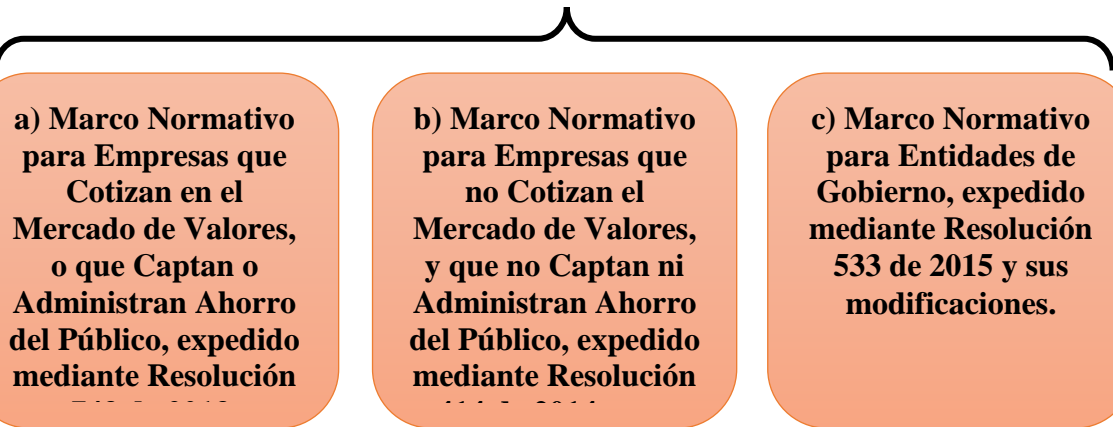 a) Marco Normativo
para Empresas que
Cotizan en el
Mercado de Valores,
o que Captan o
Administran Ahorro
del Público, expedido
mediante Resolución
b) Marco Normativo
para Empresas que
no Cotizan el
Mercado de Valores,
y que no Captan ni
Administran Ahorro
del Público, expedido
mediante Resolución
c) Marco Normativo
para Entidades de
Gobierno, expedido
mediante Resolución
533 de 2015 y sus
modificaciones.